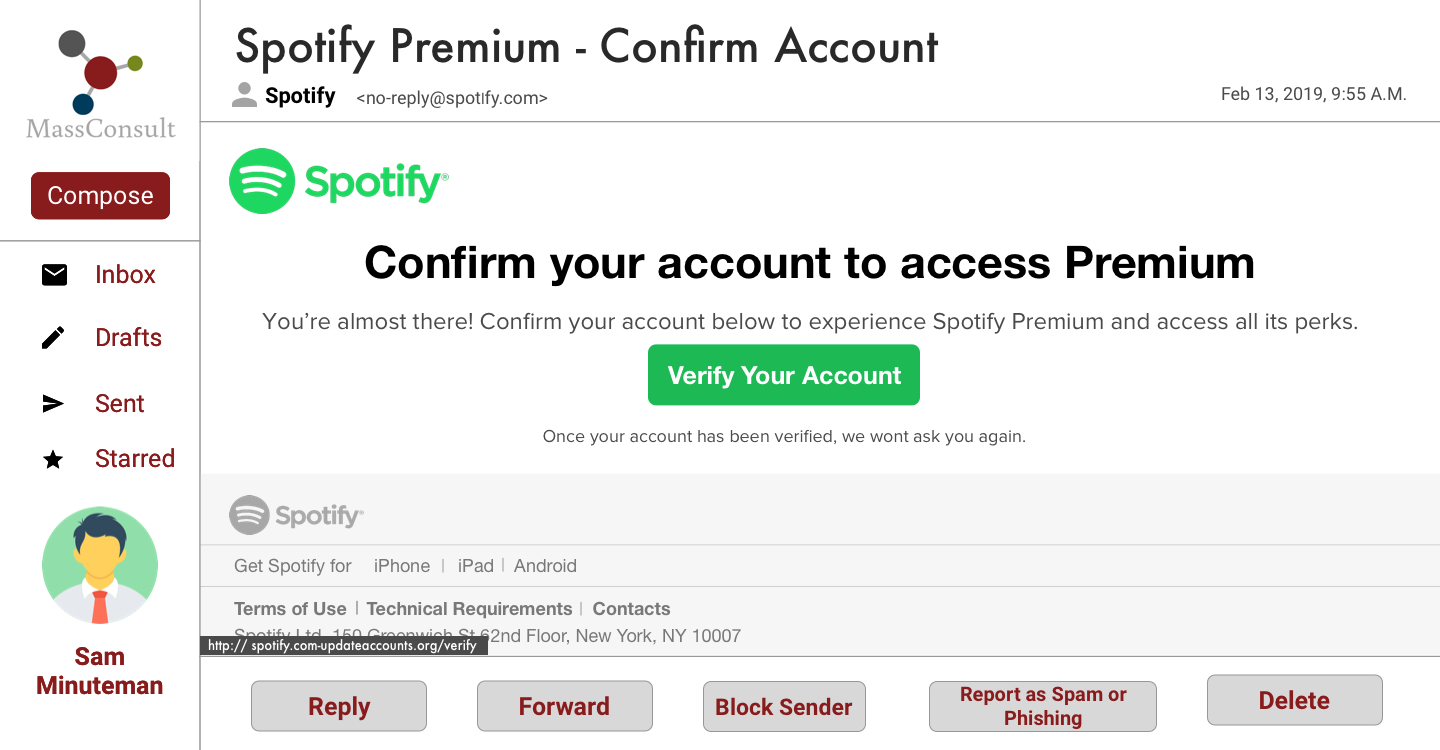 Spotify Premium - Confirm Account
Spotify <no-reply@spotify.com>
Feb 13, 2019, 9:55 A.M.
MassConsult
Compose
Inbox
Drafts
Sent
Starred
Sam
Minuteman
Spotify®
Confirm your account to access Premium
You’re almost there! Confirm your account below to experience Spotify Premium and access all its perks.
Verify Your Account
Once your account has been verified, we wont ask you again.
Spotify®
Get Spotify for iPhone | iPad | Android
Terms of Use | Technical Requirements | Contacts
Spotify Ltd, 150 Greenwich St 62nd Floor, New York, NY 10007
http:// spotify.com-updateaccounts.org/verify
Reply
Forward
Block Sender
Report as Spam or
Phishing
Delete